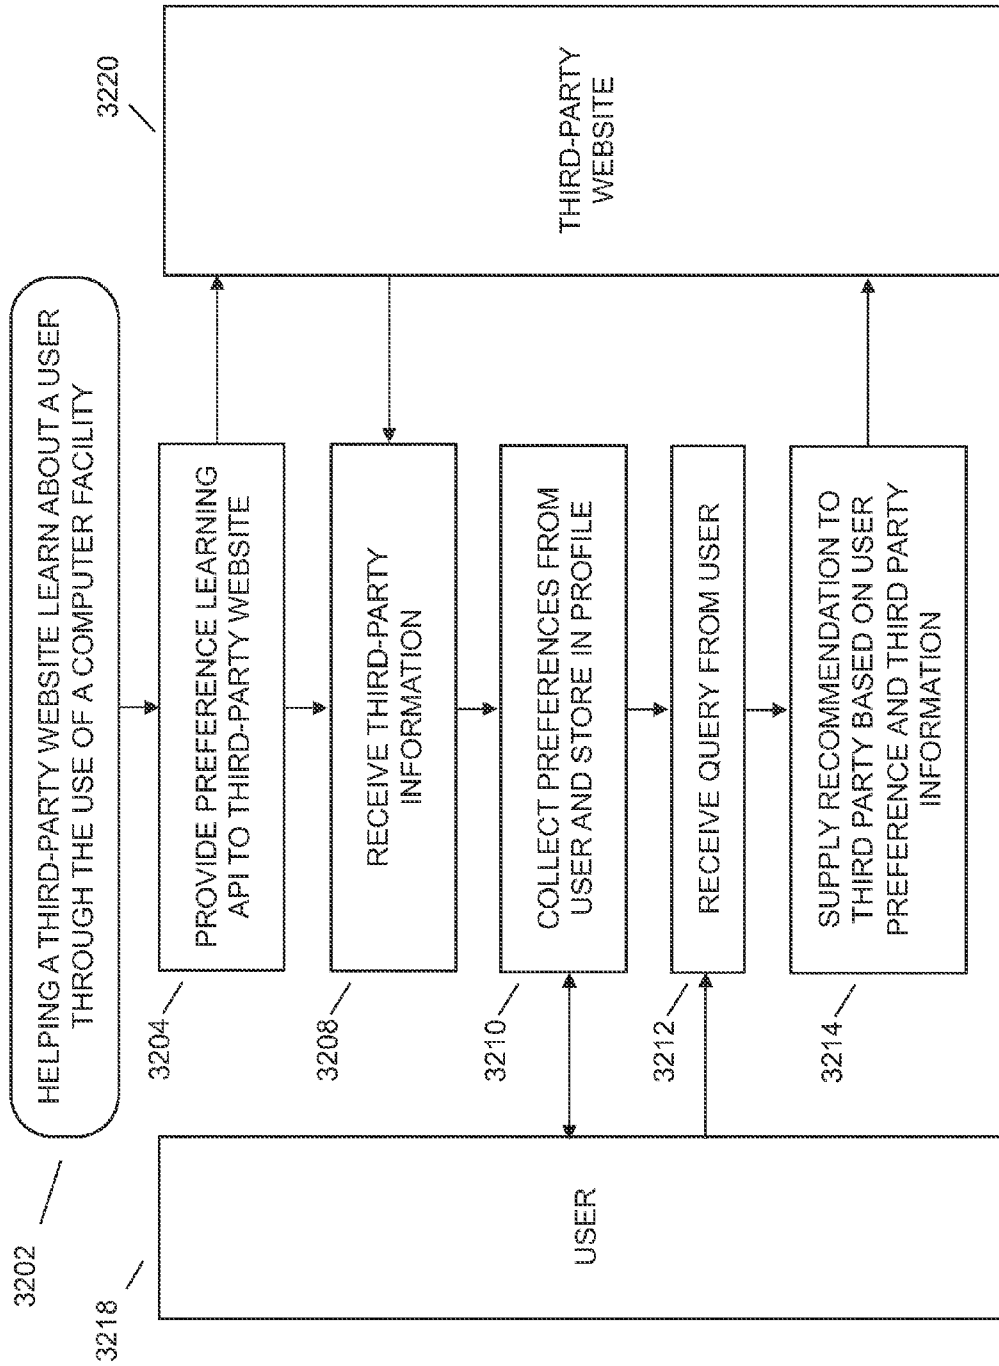 3202
HELPING A THIRD-PARTY WEBSITE LEARN ABOUT A USER
THROUGH THE USE OF A COMPUTER FACILITY
3218
USER
3204
PROVIDE PREFERENCE LEARNING
API TO THIRD-PARTY WEBSITE
3208
RECEIVE THIRD-PARTY
INFORMATION
3210
COLLECT PREFERENCES FROM
USER AND STORE IN PROFILE
3212
RECEIVE QUERY FROM USER
3214
SUPPLY RECOMMENDATION TO
THIRD PARTY BASED ON USER
PREFERENCE AND THIRD PARTY
INFORMATION
3220
THIRD-PARTY
WEBSITE